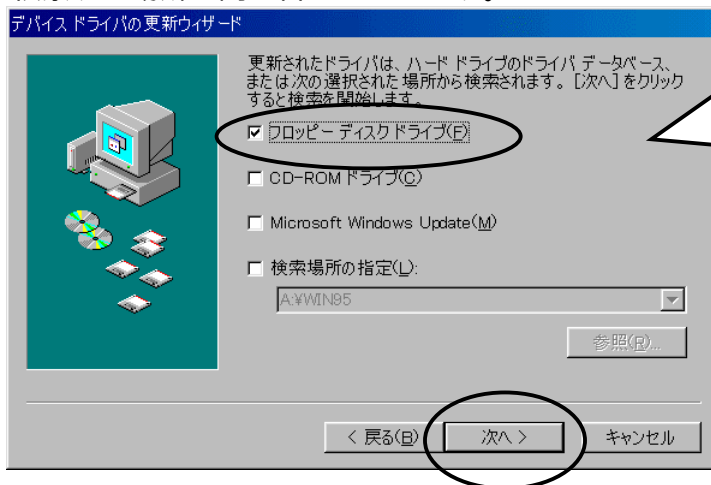 デバイス ドライバの更新ウィザード
更新されたドライバは、ハード ドライブのドライバ データベース、
または次の選択された場所から検索されます。[次へ] をクリック
すると検索を開始します。
フロッピー ディスク ドライブ(F)
CD-ROM ドライブ(C)
Microsoft Windows Update(M)
検索場所の指定(L):
A:¥WIN95
参照(R)...
< 戻る(B)
次へ >
キャンセル